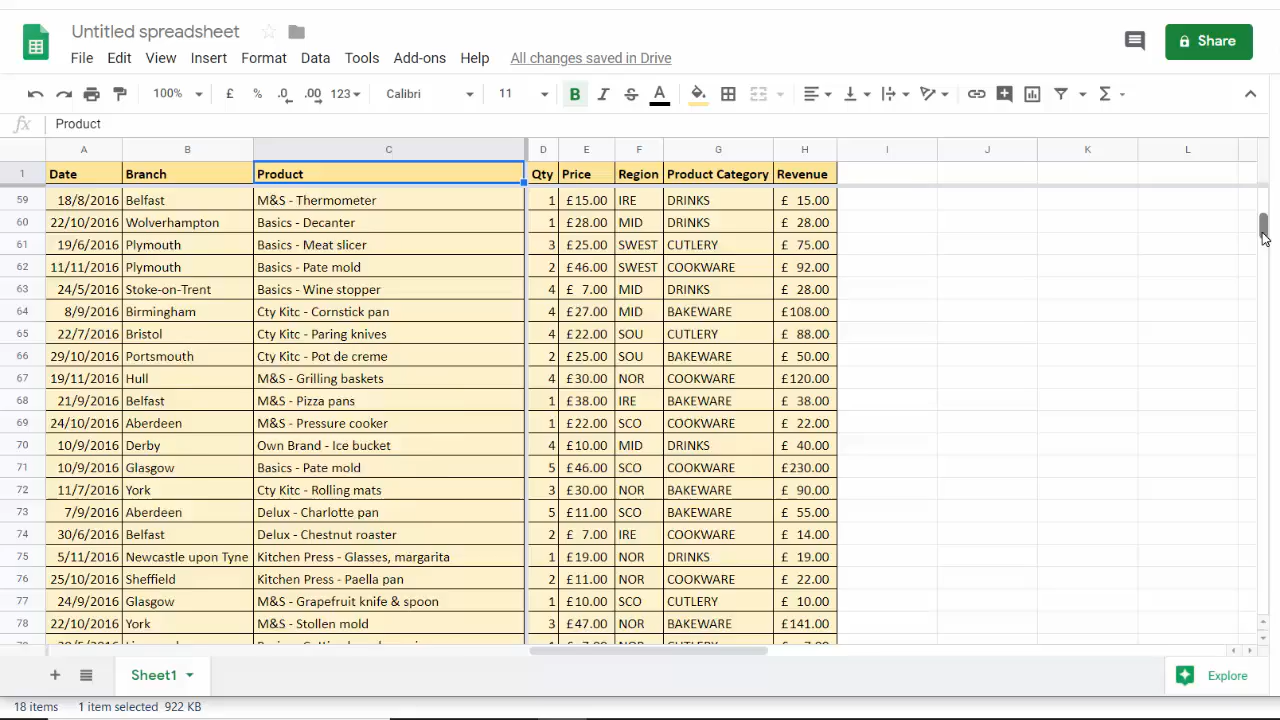 Untitled spreadsheet
File Edit View Insert Format Data Tools Add-ons Help All changes saved in Drive
Share
100% £ % .0 .00 123 Calibri 11 B I S A Σ
fx Product
A B C D E F G H I J K L
1 Date Branch Product Qty Price Region Product Category Revenue
59 18/8/2016 Belfast M&S - Thermometer 1 £15.00 IRE DRINKS £ 15.00
60 22/10/2016 Wolverhampton Basics - Decanter 1 £28.00 MID DRINKS £ 28.00
61 19/6/2016 Plymouth Basics - Meat slicer 3 £25.00 SWEST CUTLERY £ 75.00
62 11/11/2016 Plymouth Basics - Pate mold 2 £46.00 SWEST COOKWARE £ 92.00
63 24/5/2016 Stoke-on-Trent Basics - Wine stopper 4 £ 7.00 MID DRINKS £ 28.00
64 8/9/2016 Birmingham Cty Kitc - Cornstick pan 4 £27.00 MID BAKEWARE £108.00
65 22/7/2016 Bristol Cty Kitc - Paring knives 4 £22.00 SOU CUTLERY £ 88.00
66 29/10/2016 Portsmouth Cty Kitc - Pot de creme 2 £25.00 SOU BAKEWARE £ 50.00
67 19/11/2016 Hull M&S - Grilling baskets 4 £30.00 NOR COOKWARE £120.00
68 21/9/2016 Belfast M&S - Pizza pans 1 £38.00 IRE BAKEWARE £ 38.00
69 24/10/2016 Aberdeen M&S - Pressure cooker 1 £22.00 SCO COOKWARE £ 22.00
70 10/9/2016 Derby Own Brand - Ice bucket 4 £10.00 MID DRINKS £ 40.00
71 10/9/2016 Glasgow Basics - Pate mold 5 £46.00 SCO COOKWARE £230.00
72 11/7/2016 York Cty Kitc - Rolling mats 3 £30.00 NOR BAKEWARE £ 90.00
73 7/9/2016 Aberdeen Delux - Charlotte pan 5 £11.00 SCO BAKEWARE £ 55.00
74 30/6/2016 Belfast Delux - Chestnut roaster 2 £ 7.00 IRE COOKWARE £ 14.00
75 5/11/2016 Newcastle upon Tyne Kitchen Press - Glasses, margarita 1 £19.00 NOR DRINKS £ 19.00
76 25/10/2016 Sheffield Kitchen Press - Paella pan 2 £11.00 NOR COOKWARE £ 22.00
77 24/9/2016 Glasgow M&S - Grapefruit knife & spoon 1 £10.00 SCO CUTLERY £ 10.00
78 22/10/2016 York M&S - Stollen mold 3 £47.00 NOR BAKEWARE £141.00
Sheet1
Explore
18 items 1 item selected 922 KB